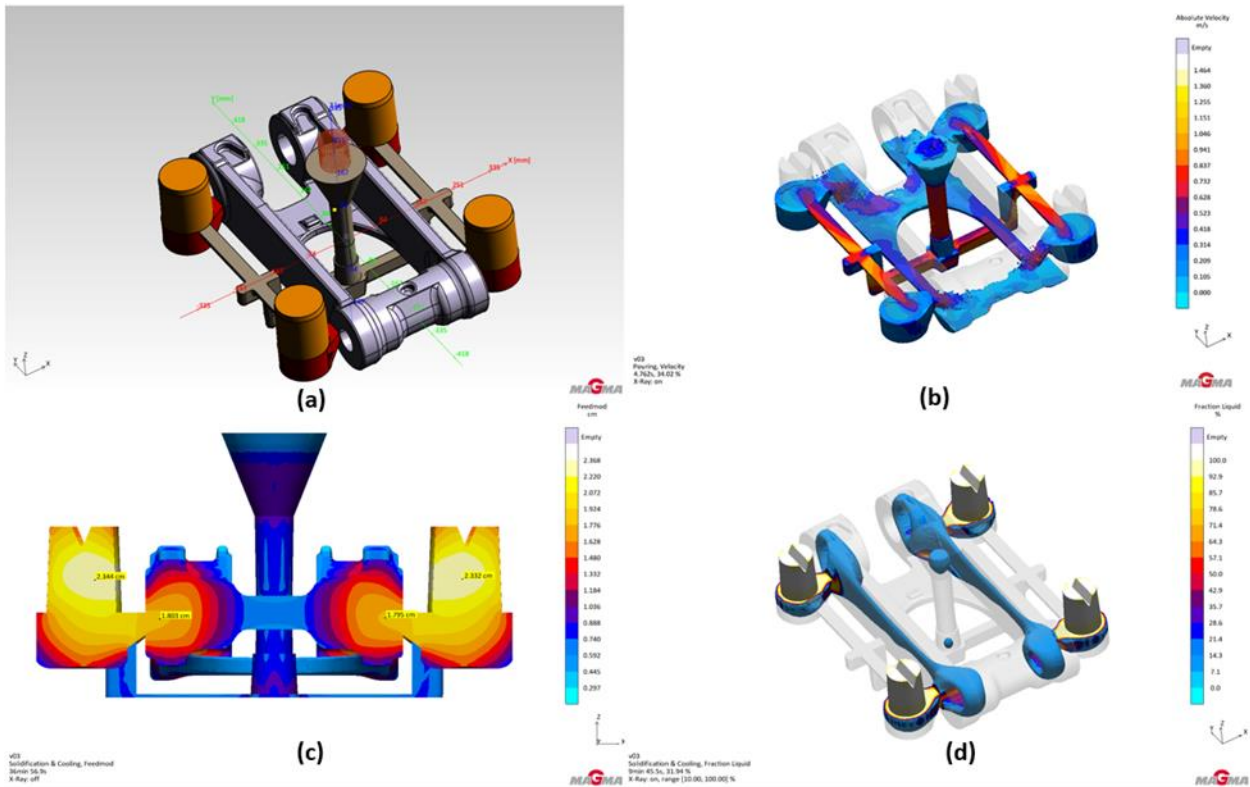 Y [mm]
X [mm]
MAGMA
(a)
Absolute Velocity
m/s
Empty
1.464
1.360
1.255
1.151
1.046
0.941
0.837
0.732
0.628
0.523
0.418
0.314
0.209
0.105
0.000
v03
Pouring, Velocity
4.762s, 34.02 %
X-Ray: on
MAGMA
(b)
Feedmod
cm
Empty
2.368
2.220
2.072
1.924
1.776
1.628
1.480
1.332
1.184
1.036
0.888
0.740
0.592
0.445
0.297
2.344 cm
2.332 cm
1.803 cm
1.795 cm
Z
v03
Solidification & Cooling, Feedmod
36min 56.9s
X-Ray: off
MAGMA
(c)
Fraction Liquid
%
Empty
100.0
92.9
85.7
78.6
71.4
64.3
57.1
50.0
42.9
35.7
28.6
21.4
14.3
7.1
0.0
v03
Solidification & Cooling, Fraction Liquid
9min 45.5s, 31.94 %
X-Ray: on, range [10.00, 100.00] %
MAGMA
(d)